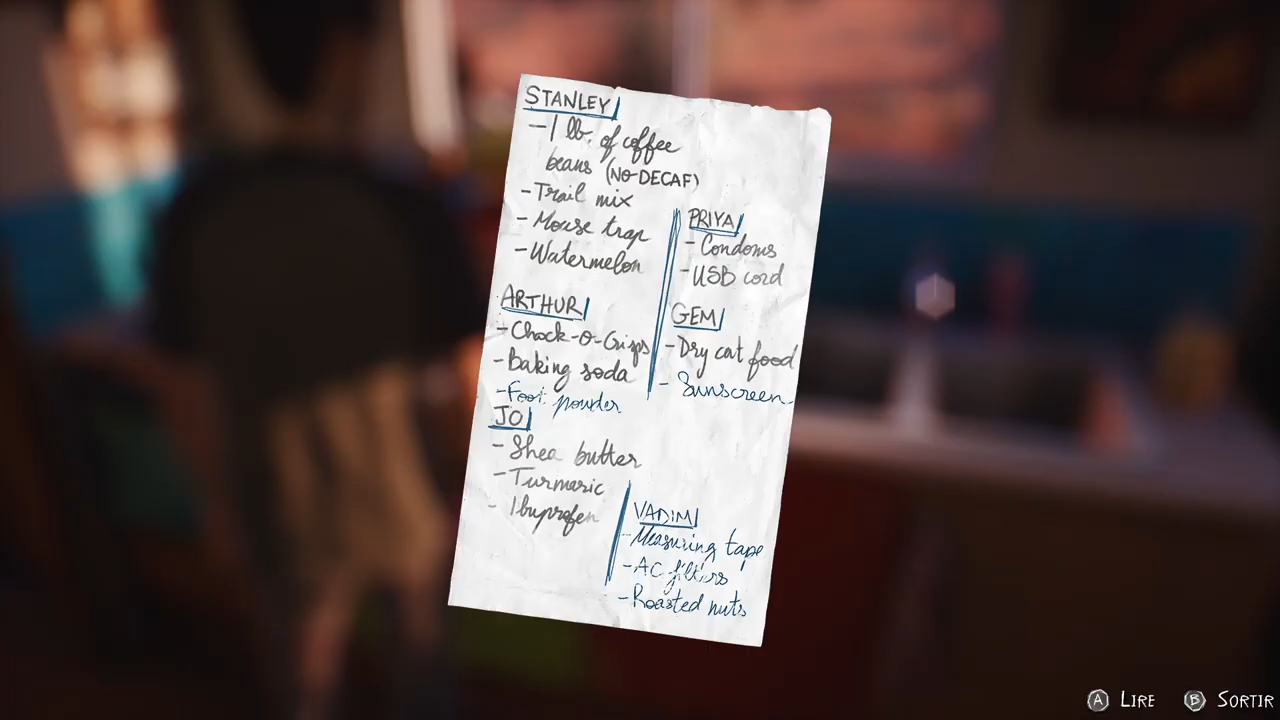 STANLEY
- 1 lb. of coffee
beans (NO DECAF)
- Trail mix
- Mouse trap
- Watermelon
ARTHUR
- Chock-O-Crisps
- Baking soda
- Foot powder
JO
- Shea butter
- Turmaric
- Ibuprofen
PRIYA
- Condoms
- USB cord
GEM
- Dry cat food
- Sunscreen
VADIM
- Measuring tape
- AC filters
- Roasted nuts
A LIRE
B SORTIR